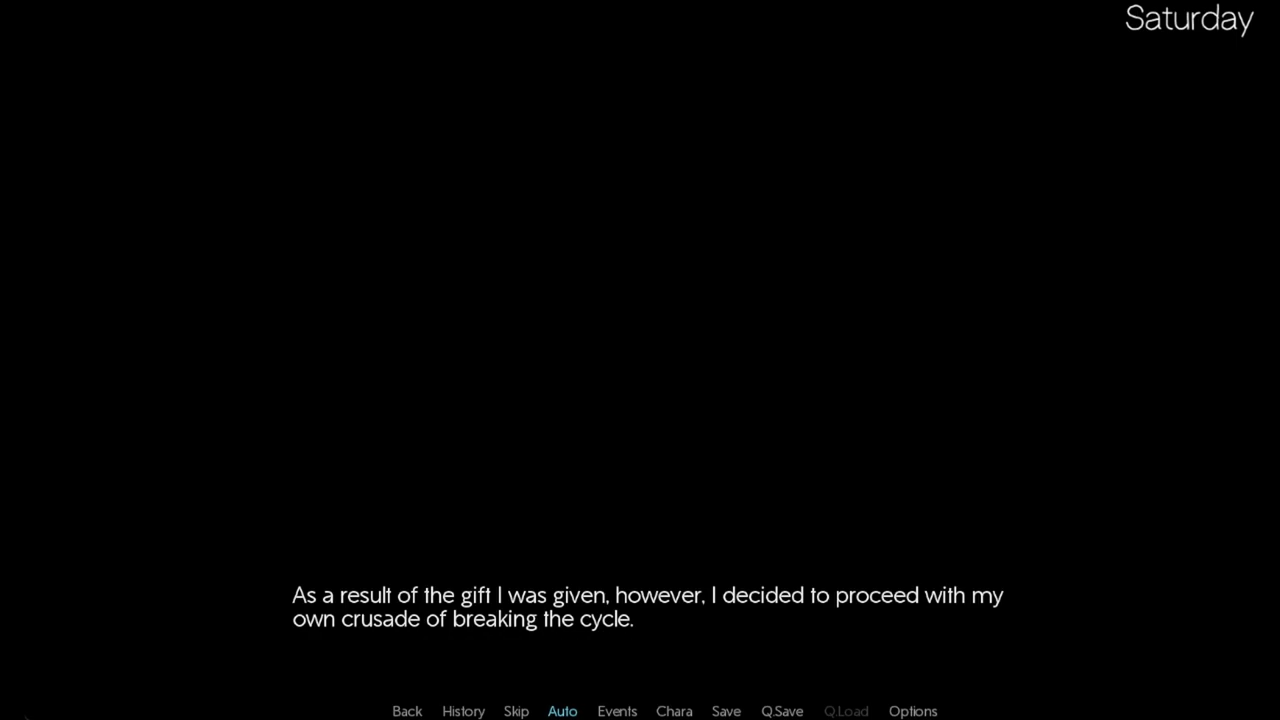 Saturday
As a result of the gift I was given, however, I decided to proceed with my
own crusade of breaking the cycle.
Back History Skip Auto Events Chara Save Q.Save Q.Load Options